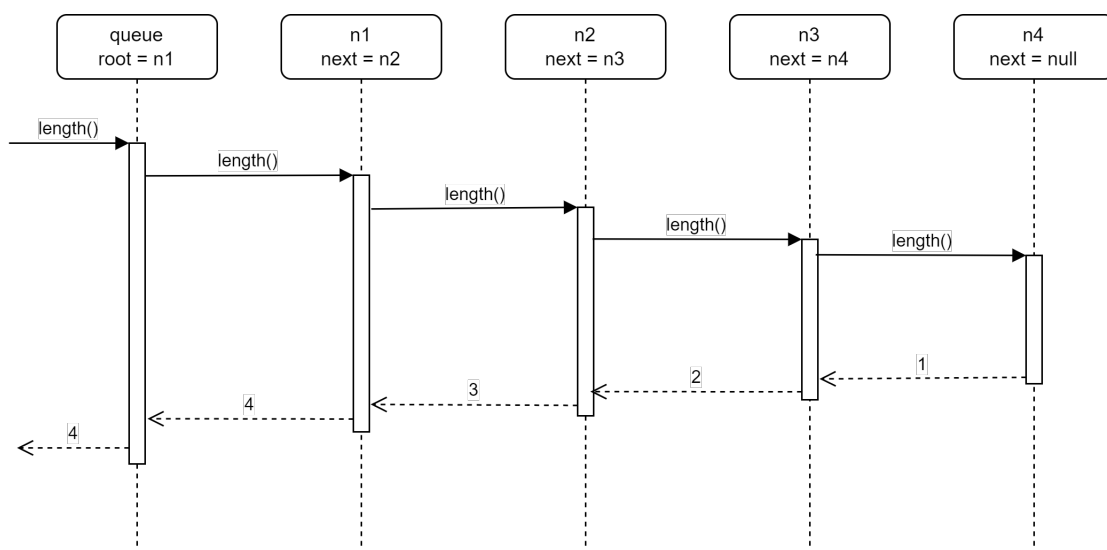 queue
root = n1
n1
next = n2
n2
next = n3
n3
next = n4
n4
next = null
length()
length()
length()
length()
length()
1
2
3
4
4